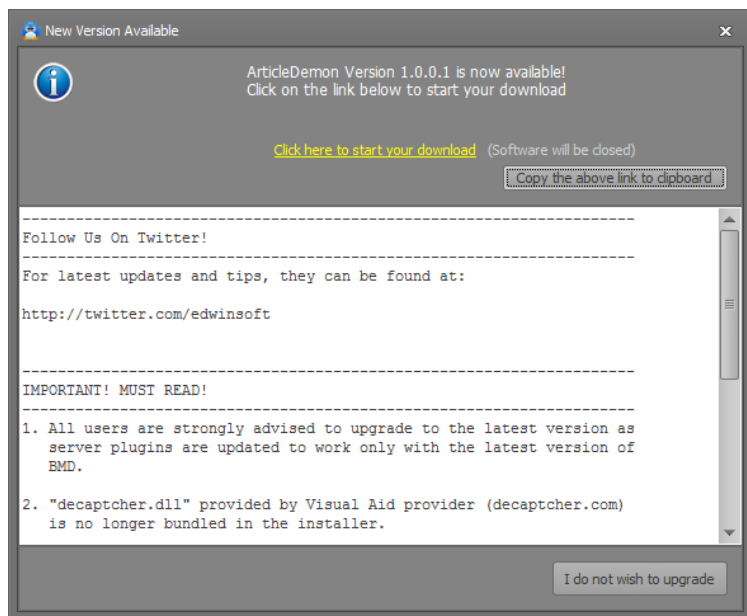 New Version Available
ArticleDemon Version 1.0.0.1 is now available!
Click on the link below to start your download
Click here to start your download (Software will be closed)
Copy the above link to clipboard
--------------------------------------------------------------------
Follow Us On Twitter!
--------------------------------------------------------------------
For latest updates and tips, they can be found at:
http://twitter.com/edwinsoft
--------------------------------------------------------------------
IMPORTANT! MUST READ!
--------------------------------------------------------------------
1. All users are strongly advised to upgrade to the latest version as
server plugins are updated to work only with the latest version of
BMD.
2. "decaptcher.dll" provided by Visual Aid provider (decaptcher.com)
is no longer bundled in the installer.
I do not wish to upgrade